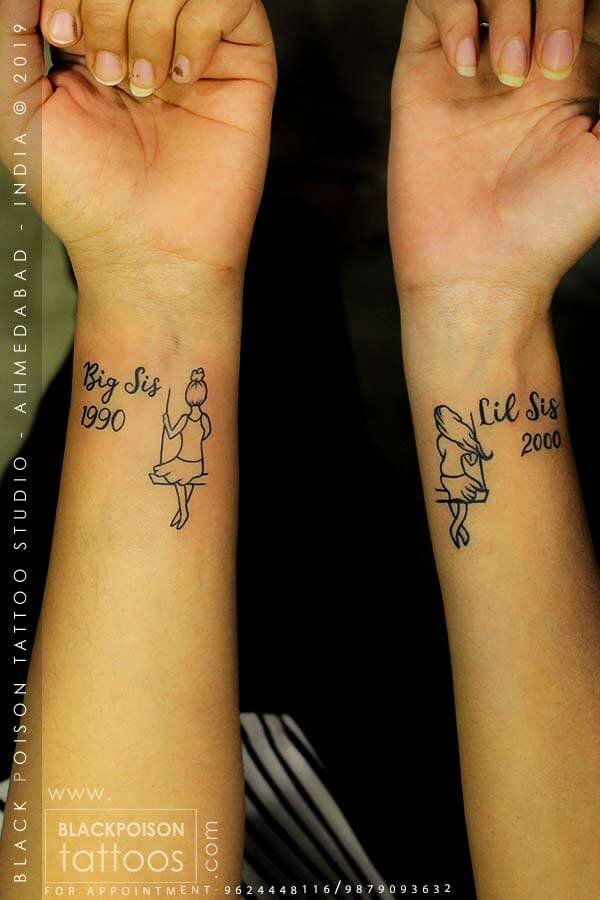 BLACK POISON TATTOO STUDIO - AHMEDABAD - INDIA © 2019
Big Sis
1990
Lil Sis
2000
www.
BLACKPOISON
tattoos
.com
FOR APPOINTMENT-9624448116/9879093632